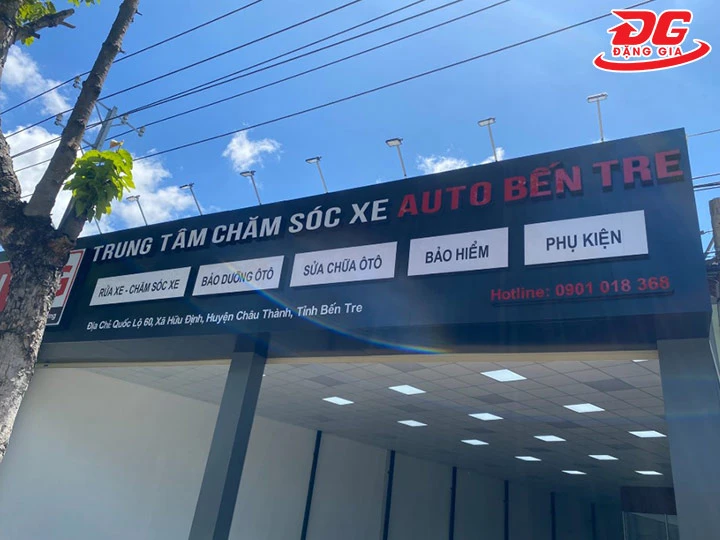 ĐG
ĐẶNG GIA
TRUNG TÂM CHĂM SÓC XE AUTO BẾN TRE
RỬA XE - CHĂM SÓC XE
BẢO DƯỠNG ÔTÔ
SỬA CHỮA ÔTÔ
BẢO HIỂM
PHỤ KIỆN
Hotline: 0901 018 368
Địa Chỉ: Quốc Lộ 60, Xã Hữu Định, Huyện Châu Thành, Tỉnh Bến Tre